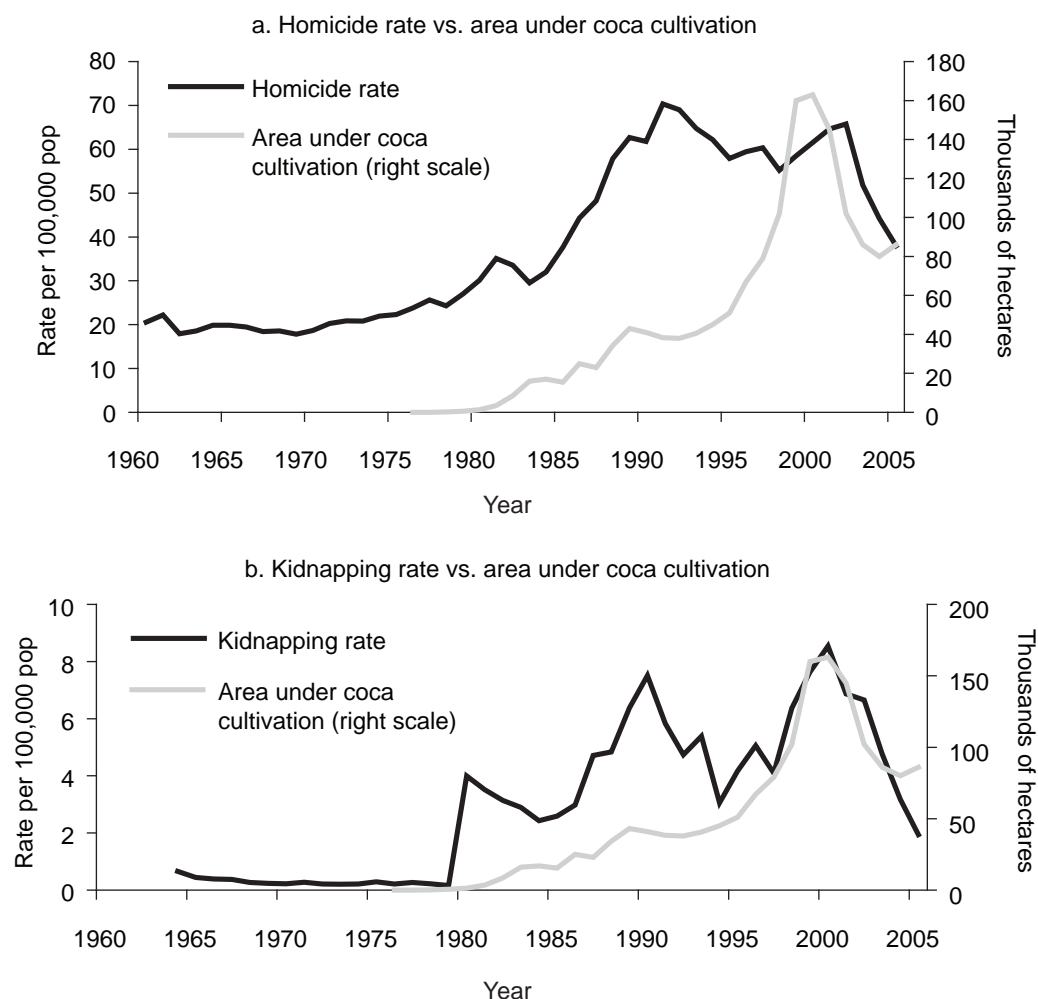 a. Homicide rate vs. area under coca cultivation
Rate per 100,000 pop
80
70
60
50
40
30
20
10
0
Homicide rate
Area under coca
cultivation (right scale)
180
160
140
120
100
80
60
40
20
0
Thousands of hectares
1960 1965 1970 1975 1980 1985 1990 1995 2000 2005
Year
b. Kidnapping rate vs. area under coca cultivation
Rate per 100,000 pop
10
8
6
4
2
0
Kidnapping rate
Area under coca
cultivation (right scale)
200
150
100
50
0
Thousands of hectares
1960 1965 1970 1975 1980 1985 1990 1995 2000 2005
Year